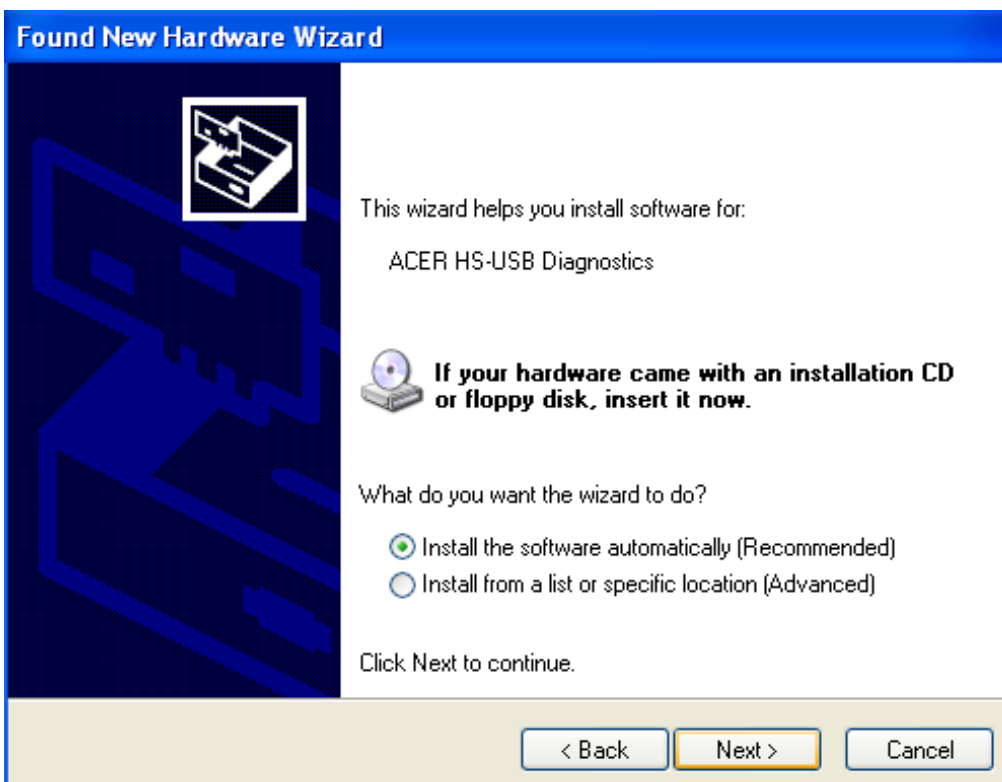 Found New Hardware Wizard
This wizard helps you install software for:
ACER HS-USB Diagnostics
If your hardware came with an installation CD
or floppy disk, insert it now.
What do you want the wizard to do?
Install the software automatically (Recommended)
Install from a list or specific location (Advanced)
Click Next to continue.
< Back Next > Cancel